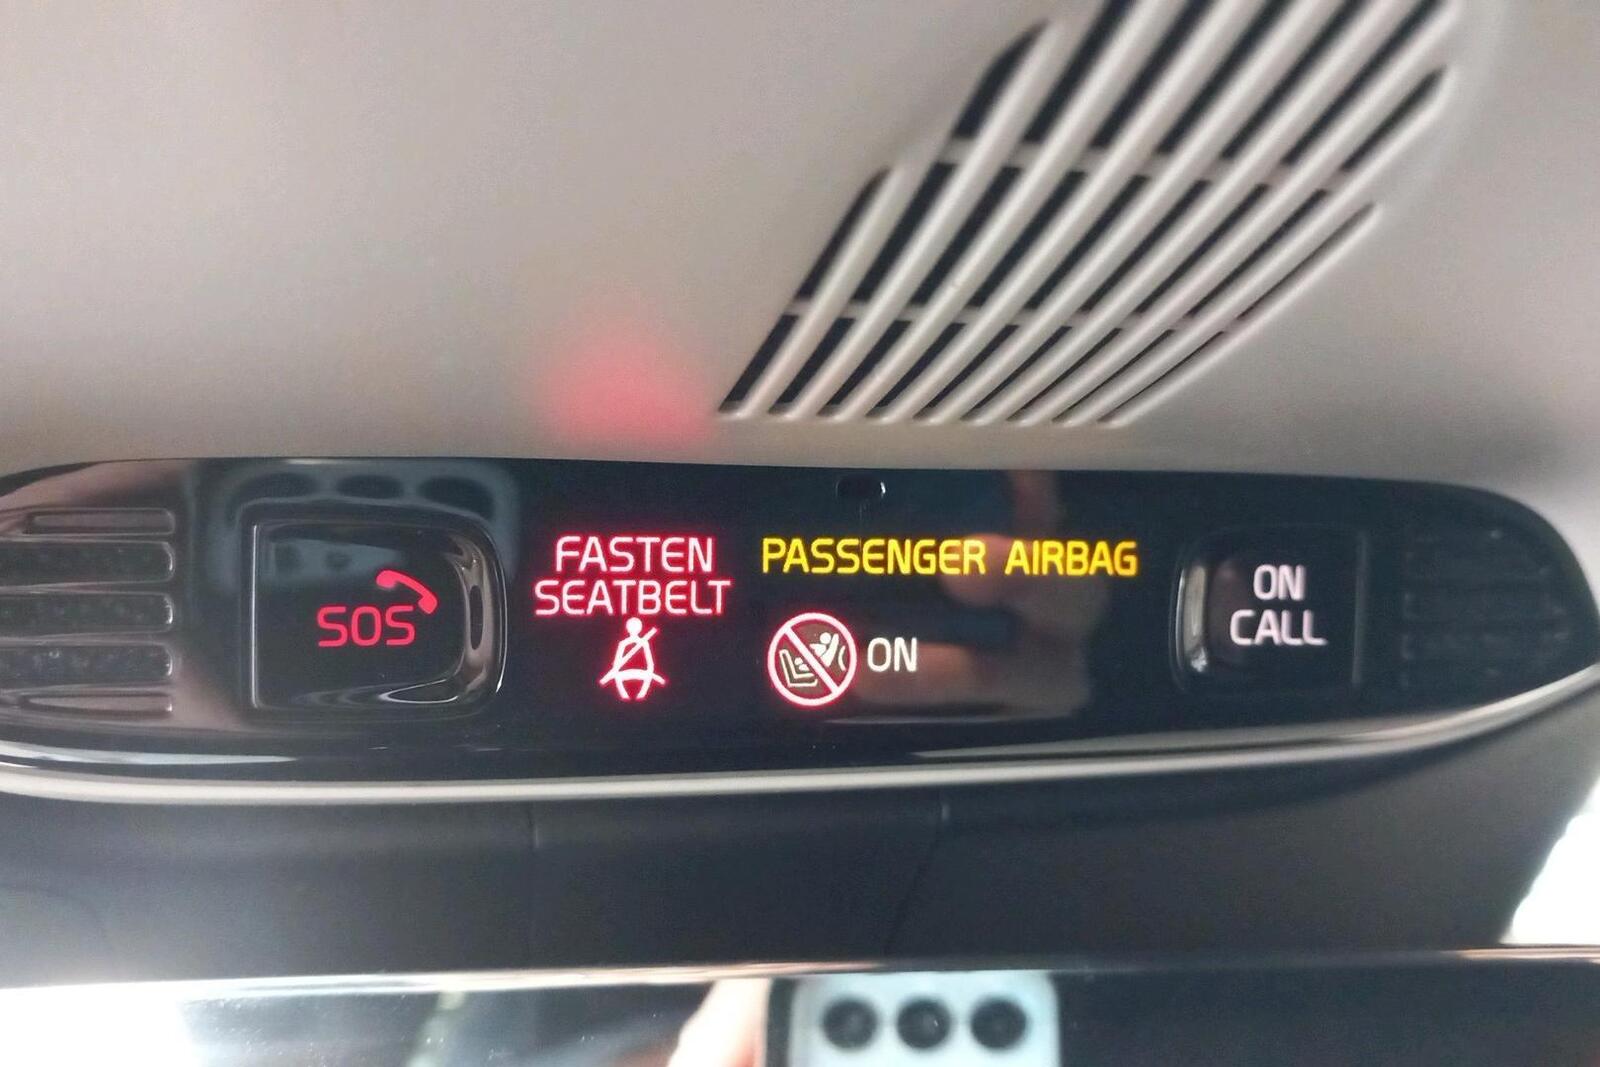 SOS
FASTEN
SEATBELT
PASSENGER AIRBAG
ON
ON
CALL